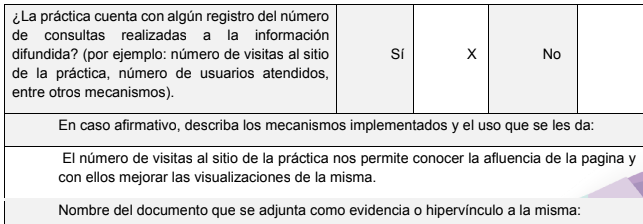 ¿La práctica cuenta con algún registro del número
de consultas realizadas a la información
difundida? (por ejemplo: número de visitas al sitio
de la práctica, número de usuarios atendidos,
entre otros mecanismos).
Sí X No
En caso afirmativo, describa los mecanismos implementados y el uso que se les da:
El número de visitas al sitio de la práctica nos permite conocer la afluencia de la pagina y
con ellos mejorar las visualizaciones de la misma.
Nombre del documento que se adjunta como evidencia o hipervínculo a la misma: